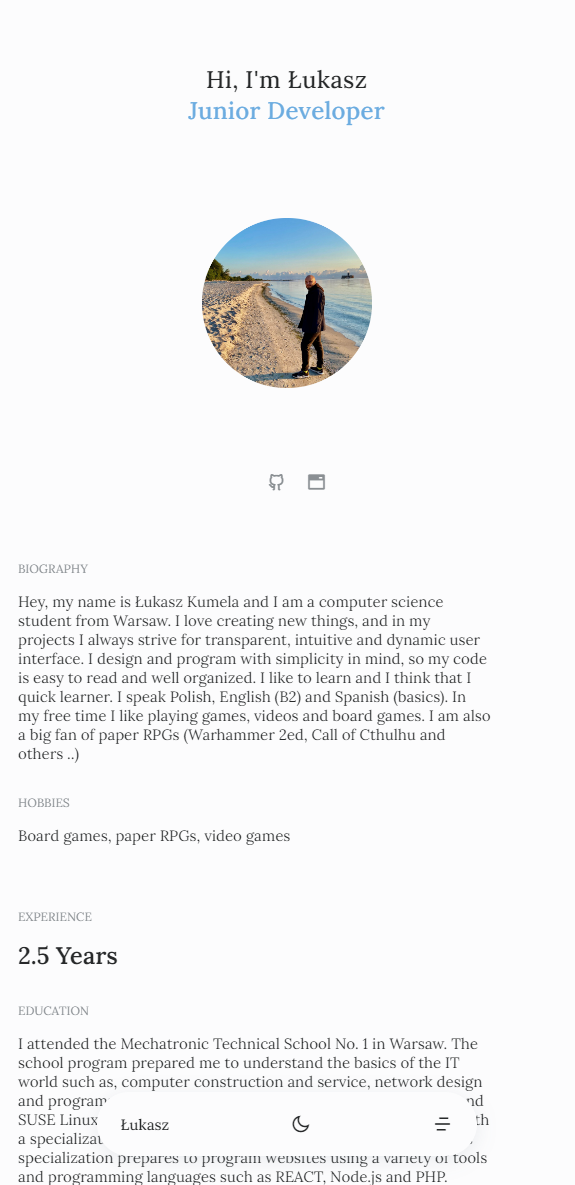 Hi, I'm Łukasz
Junior Developer
BIOGRAPHY
Hey, my name is Łukasz Kumela and I am a computer science
student from Warsaw. I love creating new things, and in my
projects I always strive for transparent, intuitive and dynamic user
interface. I design and program with simplicity in mind, so my code
is easy to read and well organized. I like to learn and I think that I
quick learner. I speak Polish, English (B2) and Spanish (basics). In
my free time I like playing games, videos and board games. I am also
a big fan of paper RPGs (Warhammer 2ed, Call of Cthulhu and
others ..)
HOBBIES
Board games, paper RPGs, video games
EXPERIENCE
2.5 Years
EDUCATION
I attended the Mechatronic Technical School No. 1 in Warsaw. The
school program prepared me to understand the basics of the IT
world such as, computer construction and service, network design
and program
SUSE Linux
a specializat
specialization prepares to program websites using a variety of tools
and programming languages such as REACT, Node.js and PHP.
Łukasz